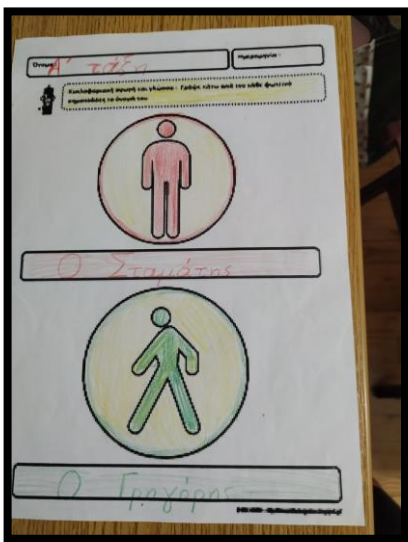 Όνομα: Α' τάξη
Ημερομηνία :
Κυκλοφοριακή αγωγή και γλώσσα : Γράψε κάτω από τον κάθε φωτεινό
σηματοδότη το όνομά του
Ο Σταμάτης
Ο Γρηγόρης